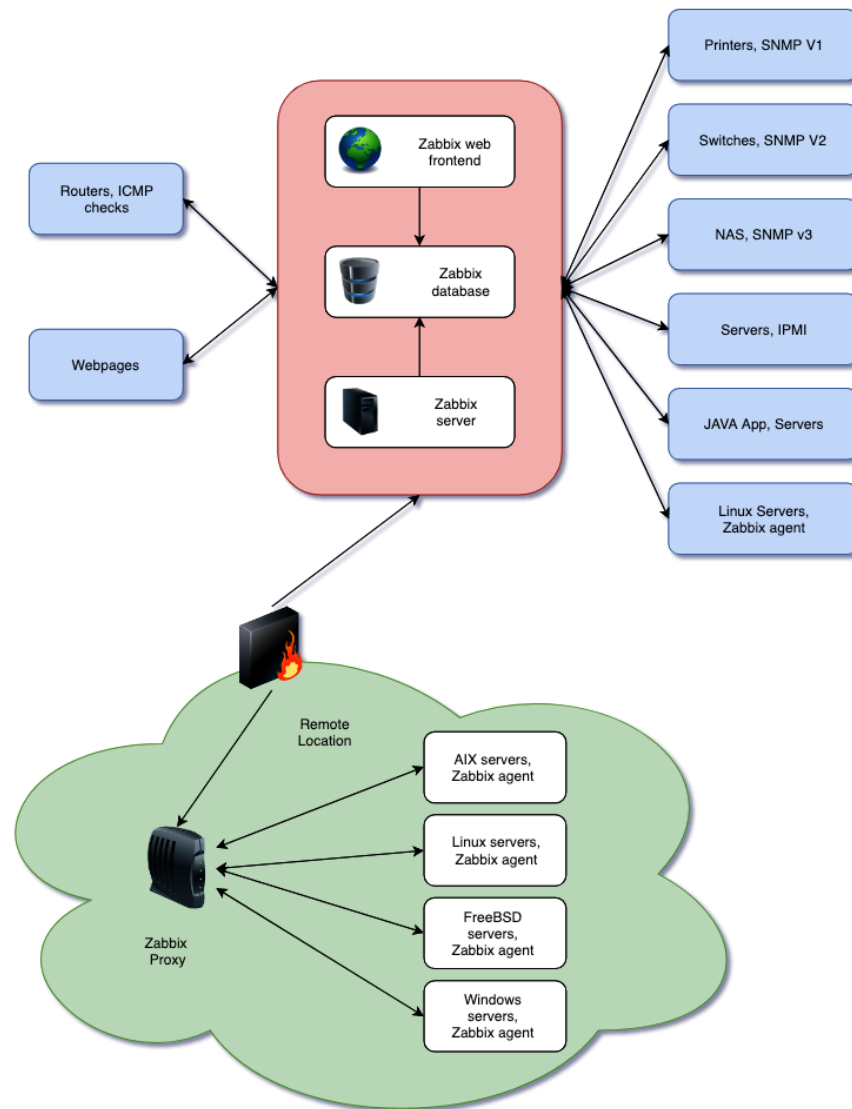 Printers, SNMP V1
Zabbix web
frontend
Switches, SNMP V2
Routers, ICMP
checks
NAS, SNMP v3
Zabbix
database
Servers, IPMI
Webpages
Zabbix
server
JAVA App, Servers
Linux Servers,
Zabbix agent
Remote
Location
AIX servers,
Zabbix agent
Linux servers,
Zabbix agent
FreeBSD
servers,
Zabbix agent
Zabbix
Proxy
Windows
servers,
Zabbix agent